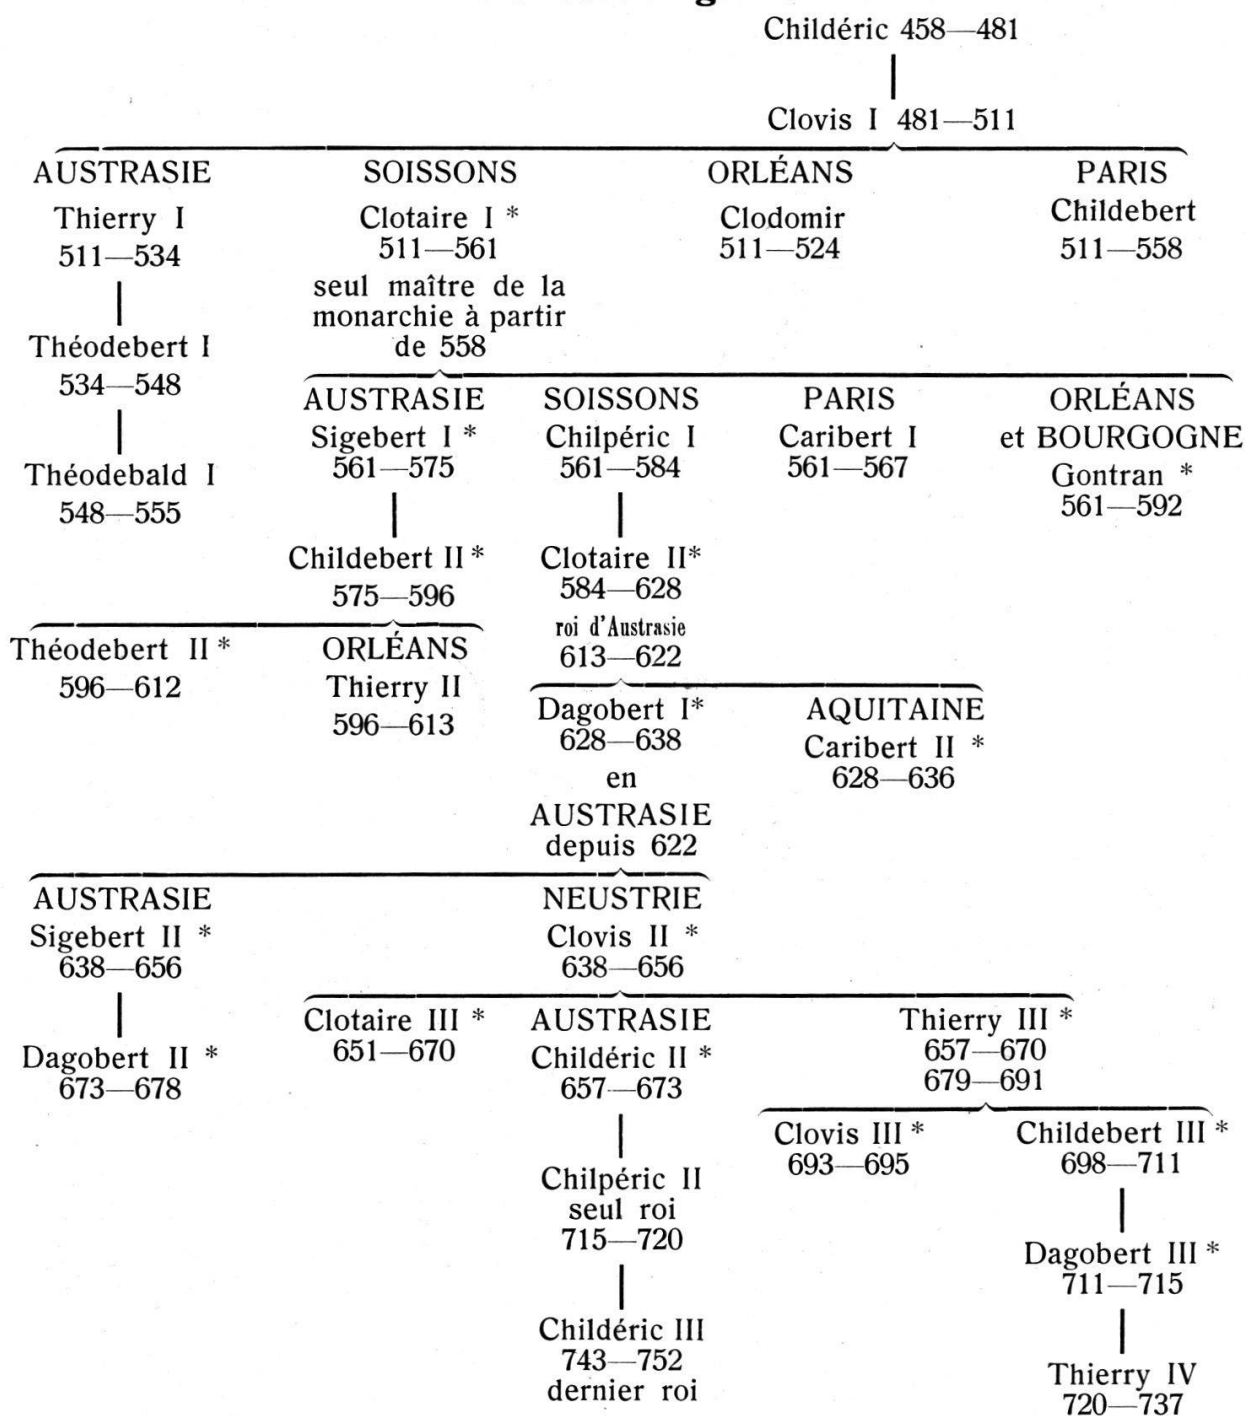 Childéric 458—481
Clovis I 481—511
AUSTRASIE SOISSONS ORLÉANS PARIS
Thierry I Clotaire I * Clodomir Childebert
511—534 511—561 511—524 511—558
seul maître de la
monarchie à partir
de 558
Théodebert I
534—548
AUSTRASIE SOISSONS PARIS ORLÉANS
Sigebert I * Chilpéric I Caribert I et BOURGOGNE
561—575 561—584 561—567 Gontran *
561—592
Théodebald I
548—555
Childebert II * Clotaire II*
575—596 584—628
roi d'Austrasie
613—622
Théodebert II * ORLÉANS
596—612 Thierry II
596—613
Dagobert I* AQUITAINE
628—638 Caribert II *
en 628—636
AUSTRASIE
depuis 622
AUSTRASIE NEUSTRIE
Sigebert II * Clovis II *
638—656 638—656
Clotaire III * AUSTRASIE Thierry III *
651—670 Childéric II * 657—670
657—673 679—691
Dagobert II *
673—678
Clovis III * Childebert III *
693—695 698—711
Chilpéric II
seul roi
715—720
Dagobert III *
711—715
Childéric III
743—752
dernier roi
Thierry IV
720—737